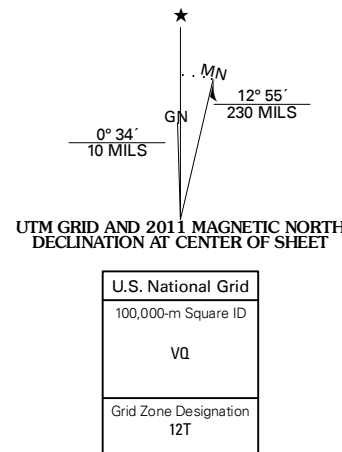 ★
MN
GN
12° 55´
230 MILS
0° 34´
10 MILS
UTM GRID AND 2011 MAGNETIC NORTH
DECLINATION AT CENTER OF SHEET
U.S. National Grid
100,000-m Square ID
VQ
Grid Zone Designation
12T